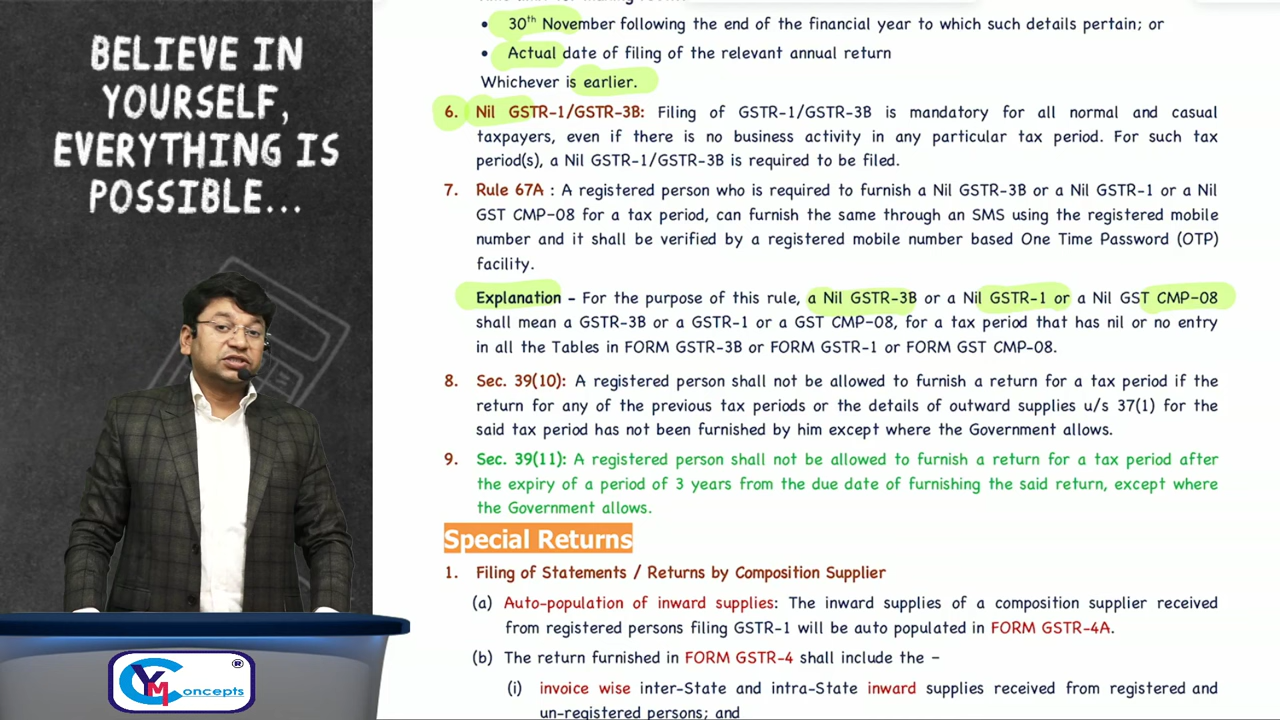 BELIEVE IN
YOURSELF,
EVERYTHING IS
POSSIBLE...
• 30th November following the end of the financial year to which such details pertain; or
• Actual date of filing of the relevant annual return
Whichever is earlier.
6. Nil GSTR-1/GSTR-3B: Filing of GSTR-1/GSTR-3B is mandatory for all normal and casual
taxpayers, even if there is no business activity in any particular tax period. For such tax
period(s), a Nil GSTR-1/GSTR-3B is required to be filed.
7. Rule 67A : A registered person who is required to furnish a Nil GSTR-3B or a Nil GSTR-1 or a Nil
GST CMP-08 for a tax period, can furnish the same through an SMS using the registered mobile
number and it shall be verified by a registered mobile number based One Time Password (OTP)
facility.
Explanation - For the purpose of this rule, a Nil GSTR-3B or a Nil GSTR-1 or a Nil GST CMP-08
shall mean a GSTR-3B or a GSTR-1 or a GST CMP-08, for a tax period that has nil or no entry
in all the Tables in FORM GSTR-3B or FORM GSTR-1 or FORM GST CMP-08.
8. Sec. 39(10): A registered person shall not be allowed to furnish a return for a tax period if the
return for any of the previous tax periods or the details of outward supplies u/s 37(1) for the
said tax period has not been furnished by him except where the Government allows.
9. Sec. 39(11): A registered person shall not be allowed to furnish a return for a tax period after
the expiry of a period of 3 years from the due date of furnishing the said return, except where
the Government allows.
Special Returns
1. Filing of Statements / Returns by Composition Supplier
(a) Auto-population of inward supplies: The inward supplies of a composition supplier received
from registered persons filing GSTR-1 will be auto populated in FORM GSTR-4A.
(b) The return furnished in FORM GSTR-4 shall include the –
(i) invoice wise inter-State and intra-State inward supplies received from registered and
un-registered persons; and
YM Concepts ®